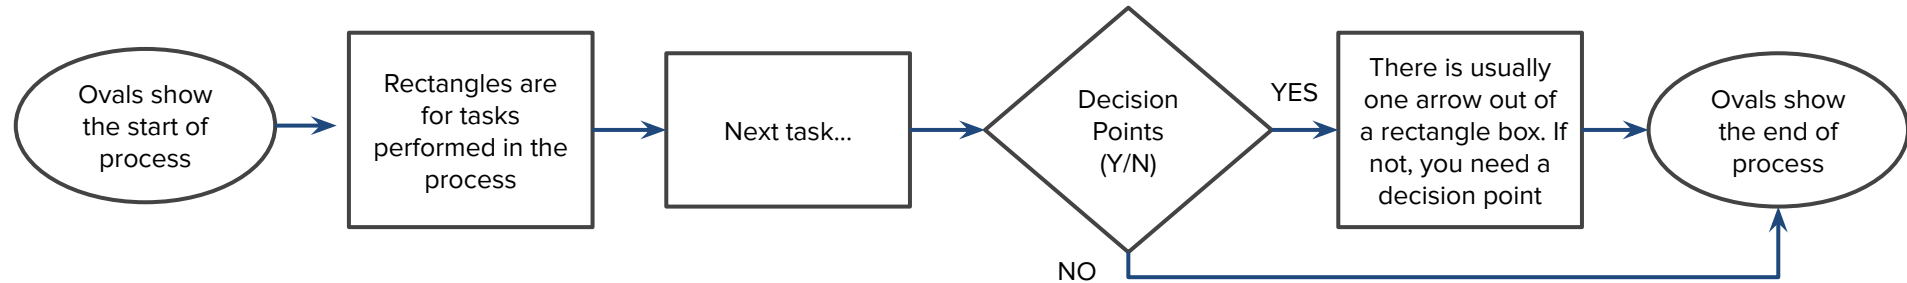 Ovals show
the start of
process
Rectangles are
for tasks
performed in the
process
Next task...
Decision
Points
(Y/N)
YES
NO
There is usually
one arrow out of
a rectangle box. If
not, you need a
decision point
Ovals show
the end of
process